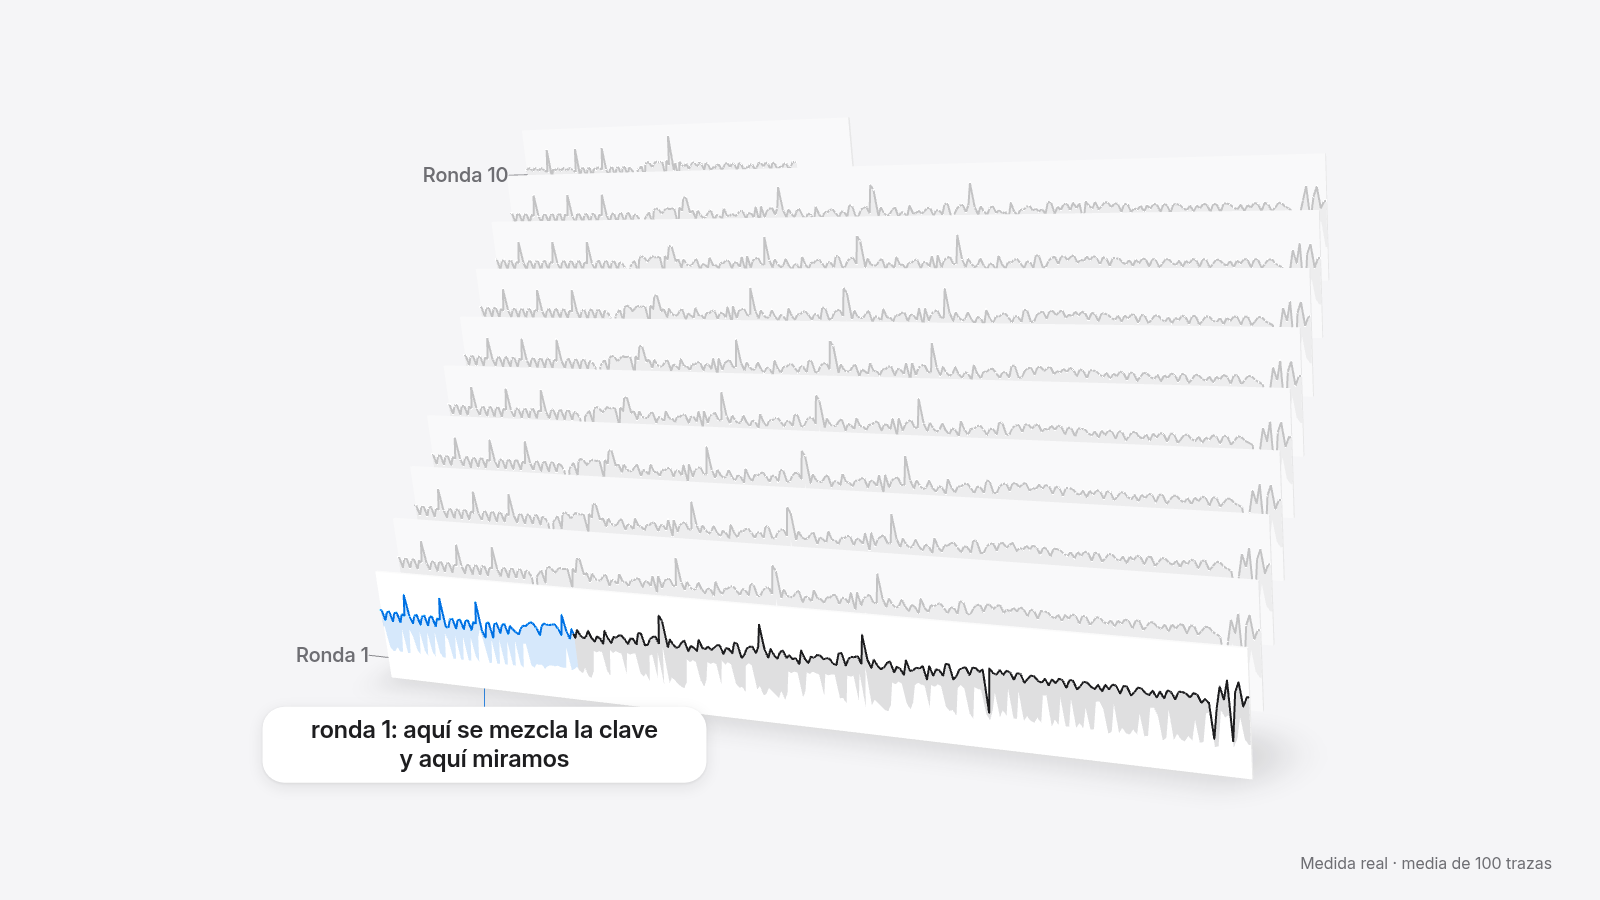 Ronda 10
Ronda 1
ronda 1: aquí se mezcla la clave
y aquí miramos
Medida real · media de 100 trazas